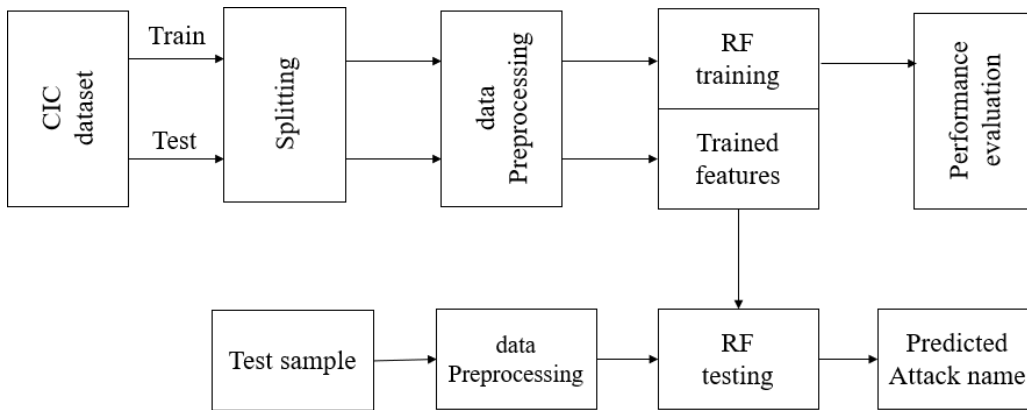 CIC
dataset
Train
Test
Splitting
data
Preprocessing
RF
training
Trained
features
Performance
evaluation
Test sample
data
Preprocessing
RF
testing
Predicted
Attack name